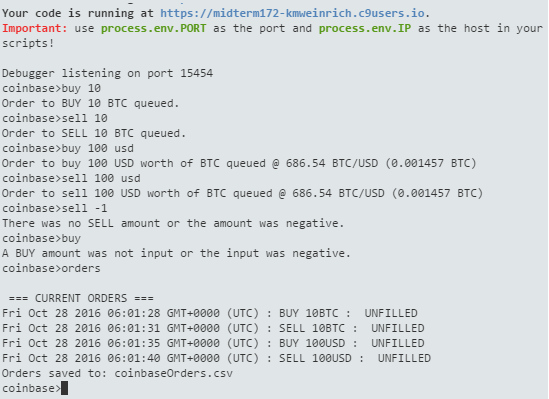 Your code is running at https://midterm172-kmweinrich.c9users.io.
Important: use process.env.PORT as the port and process.env.IP as the host in your
scripts!
Debugger listening on port 15454
coinbase>buy 10
Order to BUY 10 BTC queued.
coinbase>sell 10
Order to SELL 10 BTC queued.
coinbase>buy 100 usd
Order to buy 100 USD worth of BTC queued @ 686.54 BTC/USD (0.001457 BTC)
coinbase>sell 100 usd
Order to sell 100 USD worth of BTC queued @ 686.54 BTC/USD (0.001457 BTC)
coinbase>sell -1
There was no SELL amount or the amount was negative.
coinbase>buy
A BUY amount was not input or the input was negative.
coinbase>orders
=== CURRENT ORDERS ===
Fri Oct 28 2016 06:01:28 GMT+0000 (UTC) : BUY 10BTC :  UNFILLED
Fri Oct 28 2016 06:01:31 GMT+0000 (UTC) : SELL 10BTC :  UNFILLED
Fri Oct 28 2016 06:01:35 GMT+0000 (UTC) : BUY 100USD :  UNFILLED
Fri Oct 28 2016 06:01:40 GMT+0000 (UTC) : SELL 100USD :  UNFILLED
Orders saved to: coinbaseOrders.csv
coinbase>